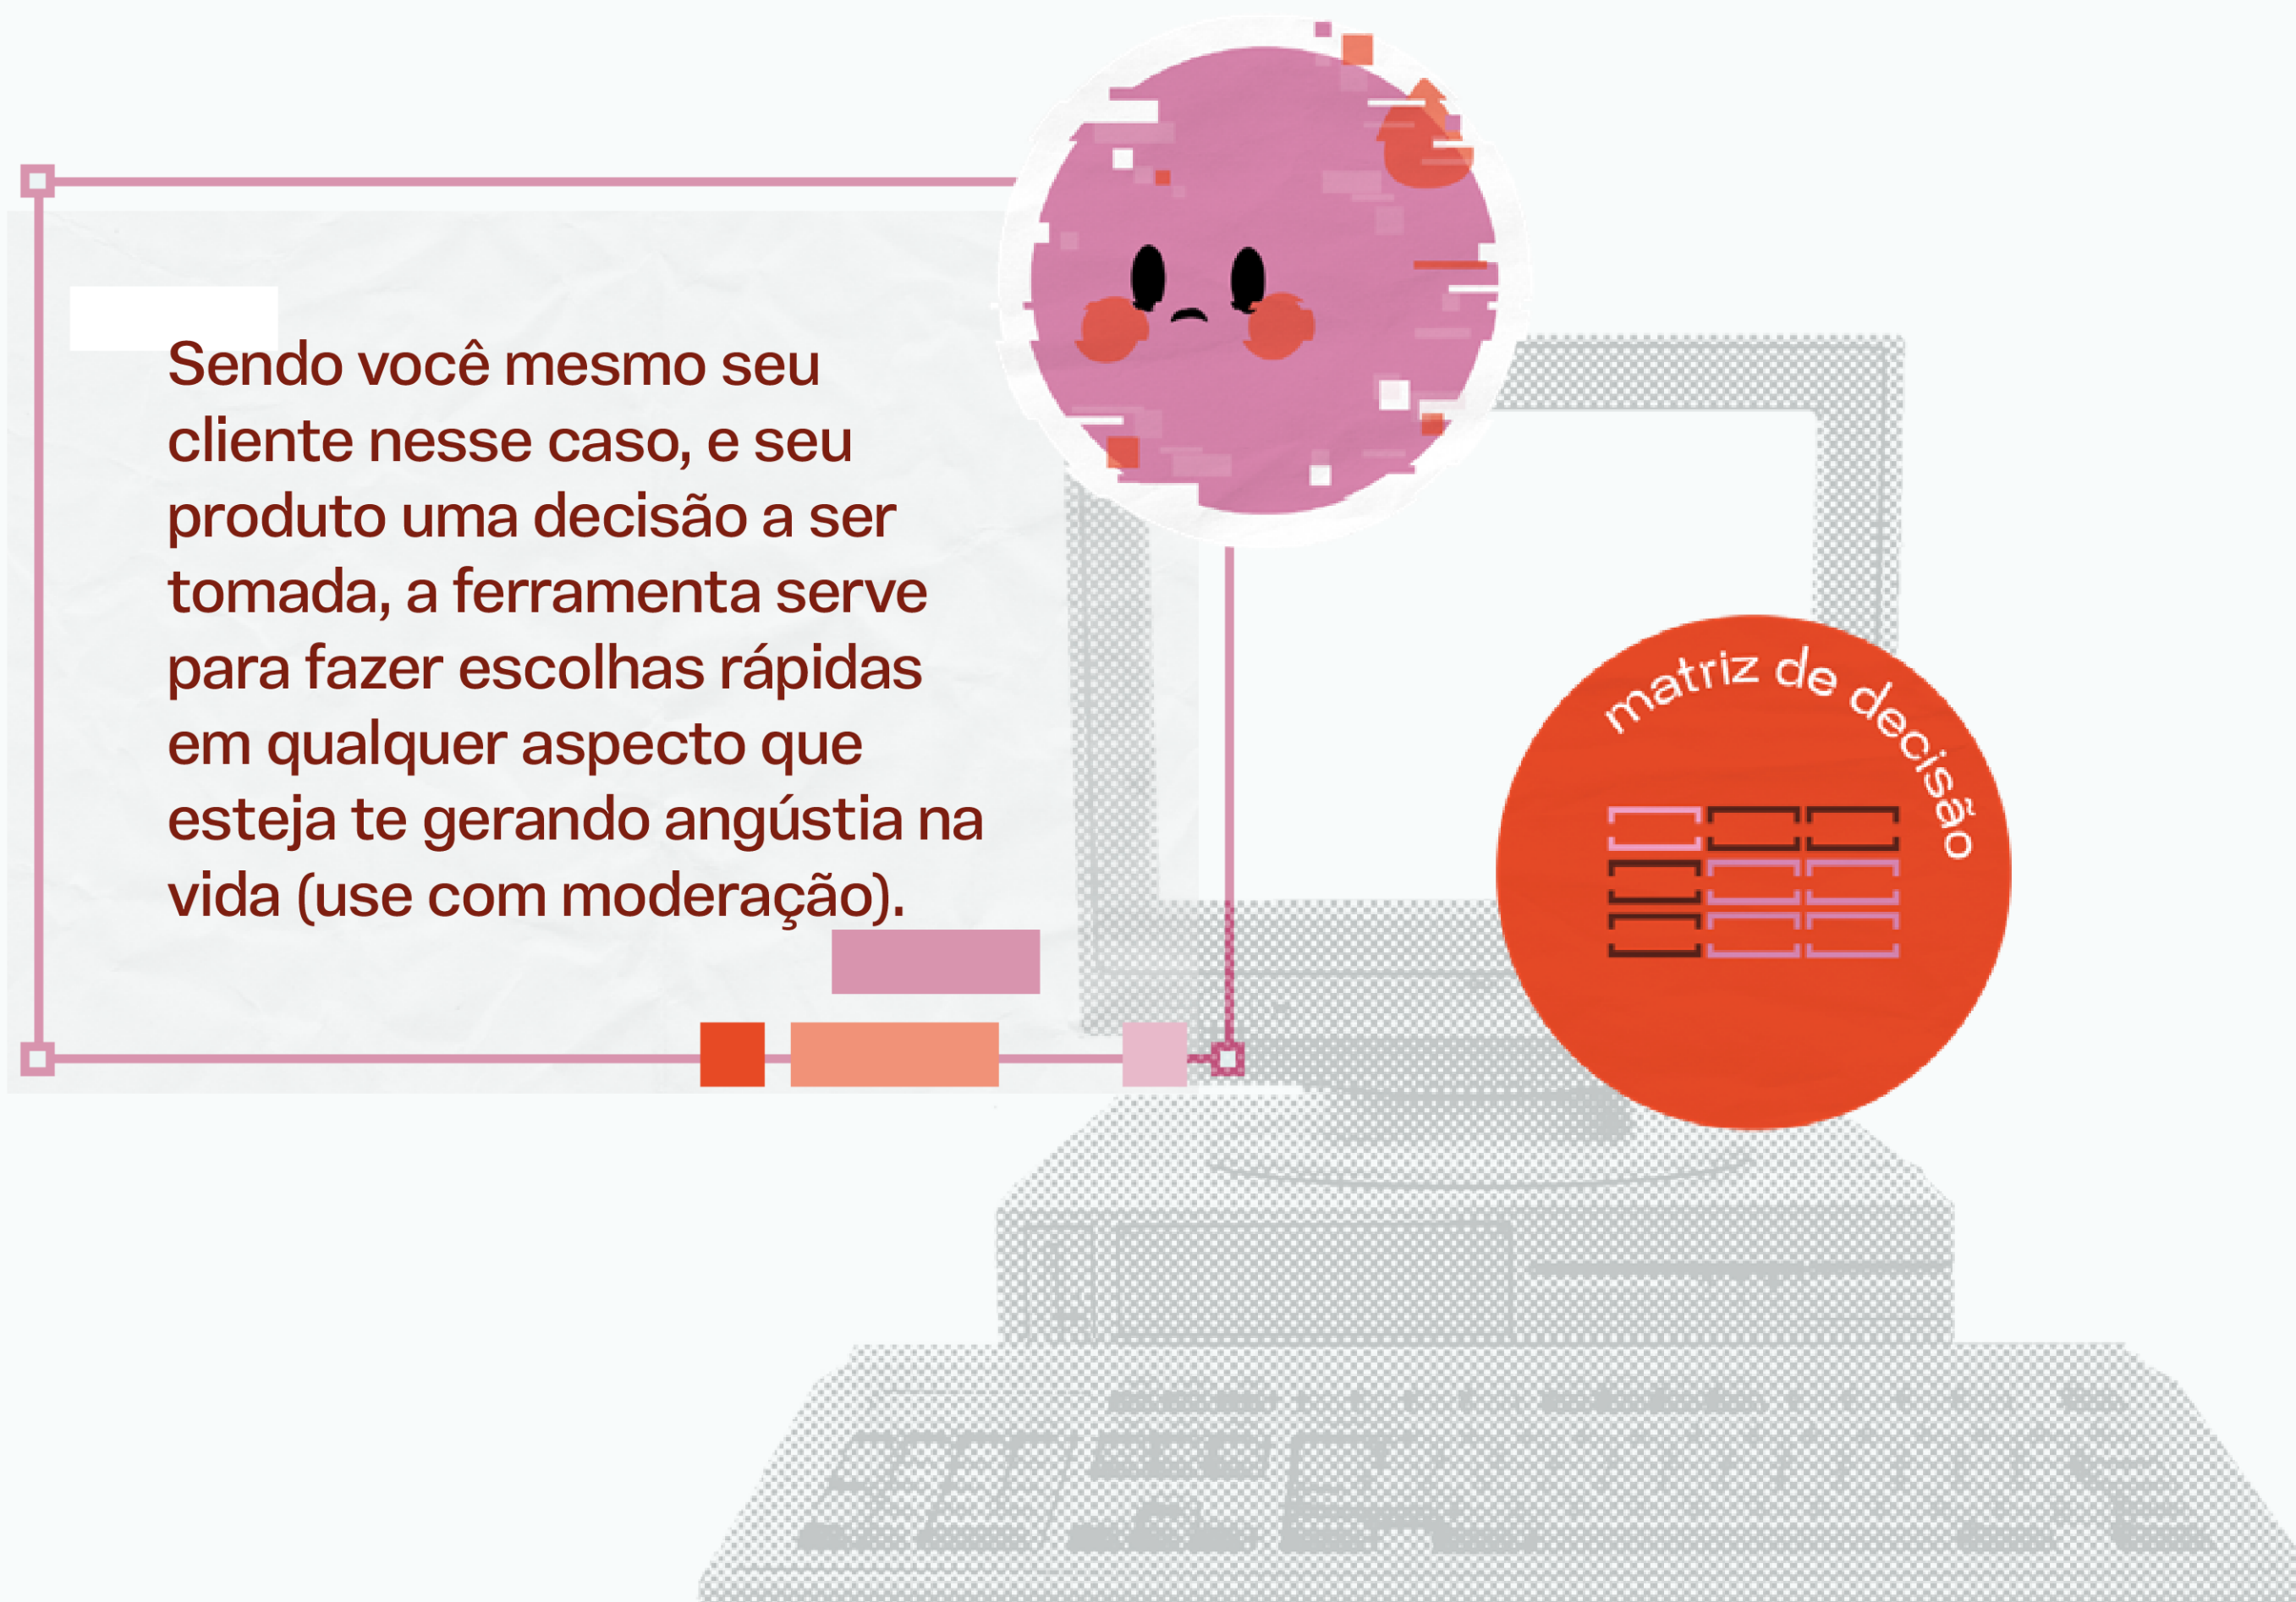 Sendo você mesmo seu
cliente nesse caso, e seu
produto uma decisão a ser
tomada, a ferramenta serve
para fazer escolhas rápidas
em qualquer aspecto que
esteja te gerando angústia na
vida (use com moderação).
matriz de decisão